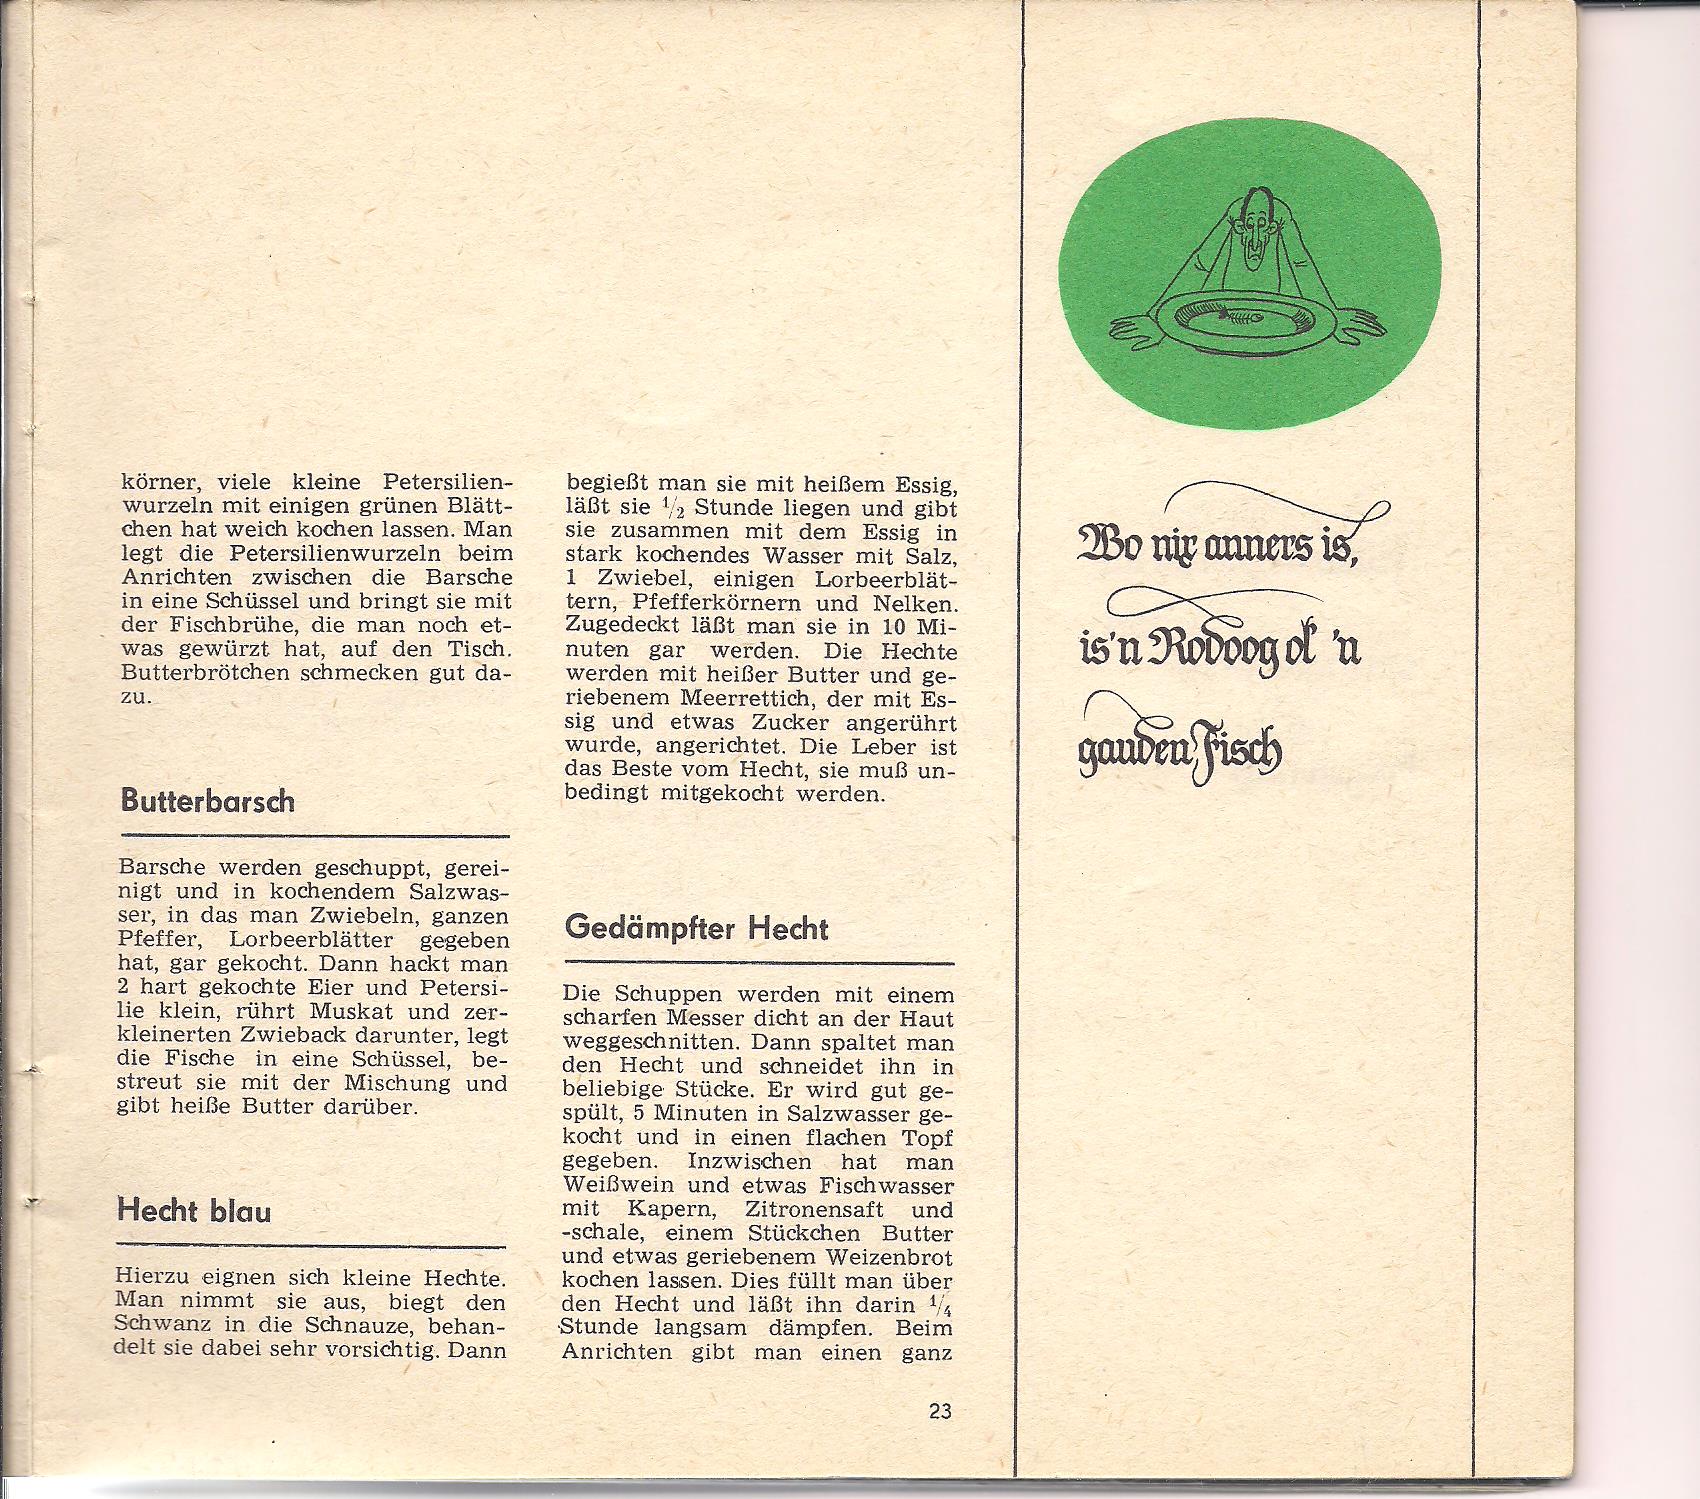 körner, viele kleine Petersilien-
wurzeln mit einigen grünen Blätt-
chen hat weich kochen lassen. Man
legt die Petersilienwurzeln beim
Anrichten zwischen die Barsche
in eine Schüssel und bringt sie mit
der Fischbrühe, die man noch et-
was gewürzt hat, auf den Tisch.
Butterbrötchen schmecken gut da-
zu.
Butterbarsch
Barsche werden geschuppt, gerei-
nigt und in kochendem Salzwas-
ser, in das man Zwiebeln, ganzen
Pfeffer, Lorbeerblätter gegeben
hat, gar gekocht. Dann hackt man
2 hart gekochte Eier und Petersi-
lie klein, rührt Muskat und zer-
kleinerten Zwieback darunter, legt
die Fische in eine Schüssel, be-
streut sie mit der Mischung und
gibt heiße Butter darüber.
Hecht blau
Hierzu eignen sich kleine Hechte.
Man nimmt sie aus, biegt den
Schwanz in die Schnauze, behan-
delt sie dabei sehr vorsichtig. Dann
begießt man sie mit heißem Essig,
läßt sie 1/2 Stunde liegen und gibt
sie zusammen mit dem Essig in
stark kochendes Wasser mit Salz,
1 Zwiebel, einigen Lorbeerblät-
tern, Pfefferkörnern und Nelken.
Zugedeckt läßt man sie in 10 Mi-
nuten gar werden. Die Hechte
werden mit heißer Butter und ge-
riebenem Meerrettich, der mit Es-
sig und etwas Zucker angerührt
wurde, angerichtet. Die Leber ist
das Beste vom Hecht, sie muß un-
bedingt mitgekocht werden.
Gedämpfter Hecht
Die Schuppen werden mit einem
scharfen Messer dicht an der Haut
weggeschnitten. Dann spaltet man
den Hecht und schneidet ihn in
beliebige Stücke. Er wird gut ge-
spült, 5 Minuten in Salzwasser ge-
kocht und in einen flachen Topf
gegeben. Inzwischen hat man
Weißwein und etwas Fischwasser
mit Kapern, Zitronensaft und
-schale, einem Stückchen Butter
und etwas geriebenem Weizenbrot
kochen lassen. Dies füllt man über
den Hecht und läßt ihn darin 1/4
Stunde langsam dämpfen. Beim
Anrichten gibt man einen ganz
23
Wo nix anners is,
is'n Rodoog ok 'n
gauden Fisch